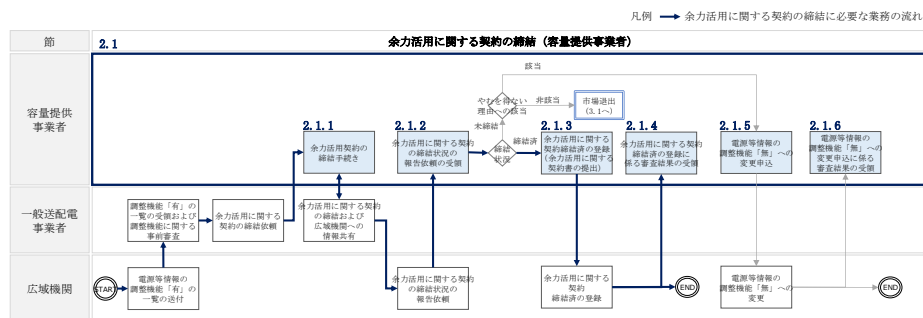 凡例 余力活用に関する契約の締結に必要な業務の流れ
節
2.1
余力活用に関する契約の締結（容量提供事業者）
容量提供
事業者
該当
やむを得ない
理由への該当
非該当
市場退出
(3.1へ)
未締結
締結
状況
締結済
2.1.1
余力活用契約の
締結手続き
2.1.2
余力活用に関する契約
の締結状況の
報告依頼の受領
2.1.3
余力活用に関する
契約締結済の登録
（余力活用に関する
契約書の提出）
2.1.4
余力活用に関する契約
締結済の登録に
係る審査結果の受領
2.1.5
電源等情報の
調整機能「無」への
変更申込
2.1.6
電源等情報の
調整機能「無」への
変更申込に係る
審査結果の受領
一般送配電
事業者
調整機能「有」の
一覧の受領および
調整機能に関する
事前審査
余力活用に関する
契約の締結依頼
余力活用に関する契約
の締結および
広域機関への
情報共有
広域機関
START
電源等情報の
調整機能「有」の
一覧の送付
余力活用に関する契約
の締結状況の
報告依頼
余力活用に関する
契約
締結済の登録
END
電源等情報の
調整機能「無」への
変更
END